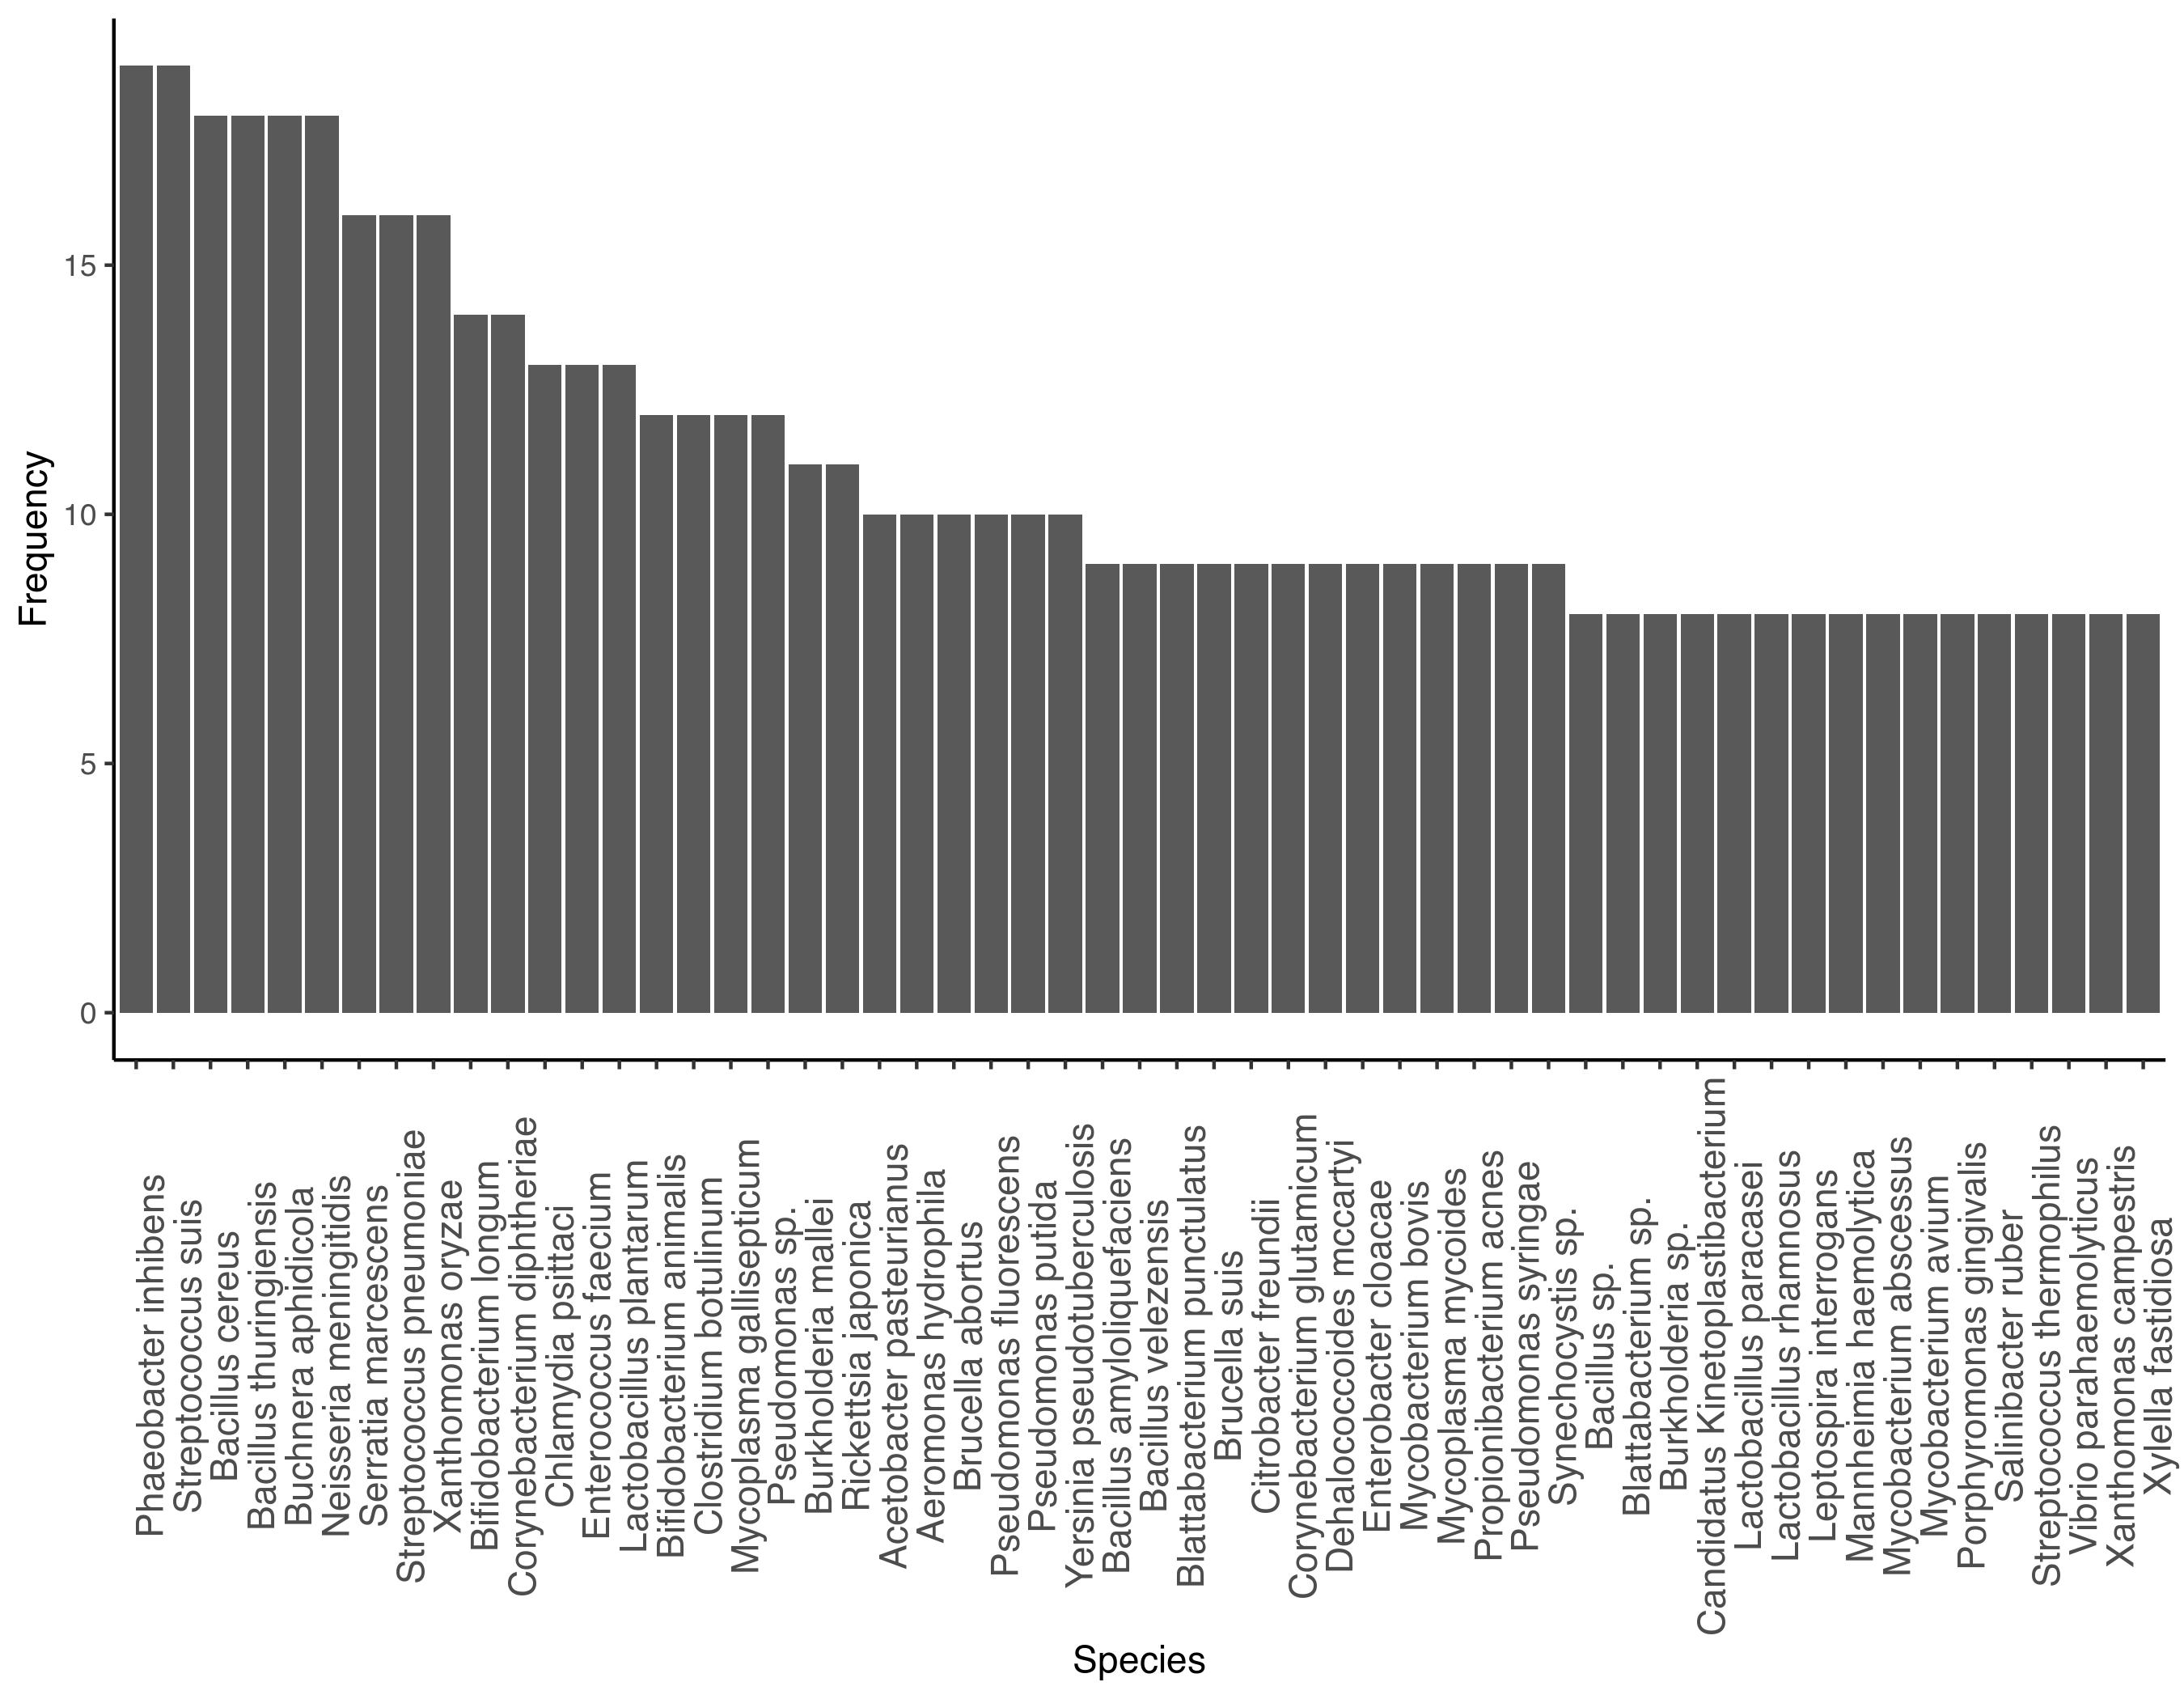 Frequency
15
10
5
0
Phaeobacter inhibens
Streptococcus suis
Bacillus cereus
Bacillus thuringiensis
Buchnera aphidicola
Neisseria meningitidis
Serratia marcescens
Streptococcus pneumoniae
Xanthomonas oryzae
Bifidobacterium longum
Corynebacterium diphtheriae
Chlamydia psittaci
Enterococcus faecium
Lactobacillus plantarum
Bifidobacterium animalis
Clostridium botulinum
Mycoplasma gallisepticum
Pseudomonas sp.
Burkholderia mallei
Rickettsia japonica
Acetobacter pasteurianus
Aeromonas hydrophila
Brucella abortus
Pseudomonas fluorescens
Pseudomonas putida
Yersinia pseudotuberculosis
Bacillus amyloliquefaciens
Bacillus velezensis
Blattabacterium punctulatus
Brucella suis
Citrobacter freundii
Corynebacterium glutamicum
Dehalococcoides mccartyi
Enterobacter cloacae
Mycobacterium bovis
Mycoplasma mycoides
Propionibacterium acnes
Pseudomonas syringae
Synechocystis sp.
Bacillus sp.
Blattabacterium sp.
Burkholderia sp.
Candidatus Kinetoplastibacterium
Lactobacillus paracasei
Lactobacillus rhamnosus
Leptospira interrogans
Mannheimia haemolytica
Mycobacterium abscessus
Mycobacterium avium
Porphyromonas gingivalis
Salinibacter ruber
Streptococcus thermophilus
Vibrio parahaemolyticus
Xanthomonas campestris
Xylella fastidiosa
Species